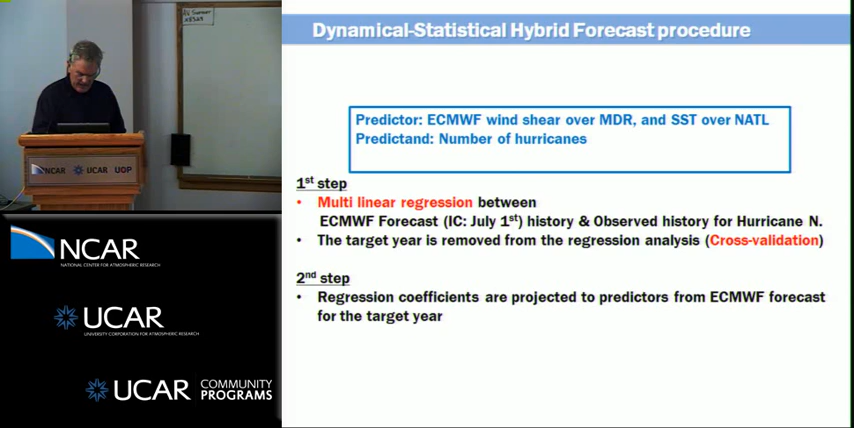 Dynamical-Statistical Hybrid Forecast procedure
Predictor: ECMWF wind shear over MDR, and SST over NATL
Predictand: Number of hurricanes
1st step
• Multi linear regression between
ECMWF Forecast (IC: July 1st) history & Observed history for Hurricane N.
• The target year is removed from the regression analysis (Cross-validation)
2nd step
• Regression coefficients are projected to predictors from ECMWF forecast
for the target year
NCAR UCAR UOP
NCAR
NATIONAL CENTER FOR ATMOSPHERIC RESEARCH
UCAR
UNIVERSITY CORPORATION FOR ATMOSPHERIC RESEARCH
UCAR COMMUNITY
PROGRAMS